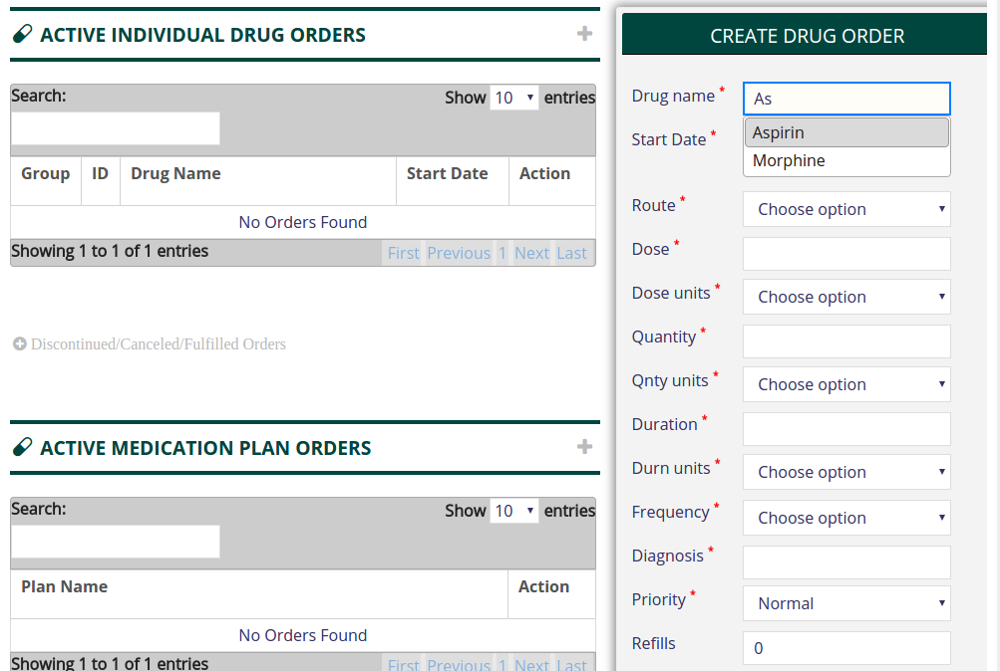 ACTIVE INDIVIDUAL DRUG ORDERS
Search:
Show 10 entries
Group ID Drug Name Start Date Action
No Orders Found
Showing 1 to 1 of 1 entries First Previous 1 Next Last
Discontinued/Canceled/Fulfilled Orders
ACTIVE MEDICATION PLAN ORDERS
Search:
Show 10 entries
Plan Name Action
No Orders Found
Showing 1 to 1 of 1 entries First Previous 1 Next Last
CREATE DRUG ORDER
Drug name * As
Aspirin
Start Date *
Morphine
Route * Choose option
Dose *
Dose units * Choose option
Quantity *
Qnty units * Choose option
Duration *
Durn units * Choose option
Frequency * Choose option
Diagnosis *
Priority * Normal
Refills 0